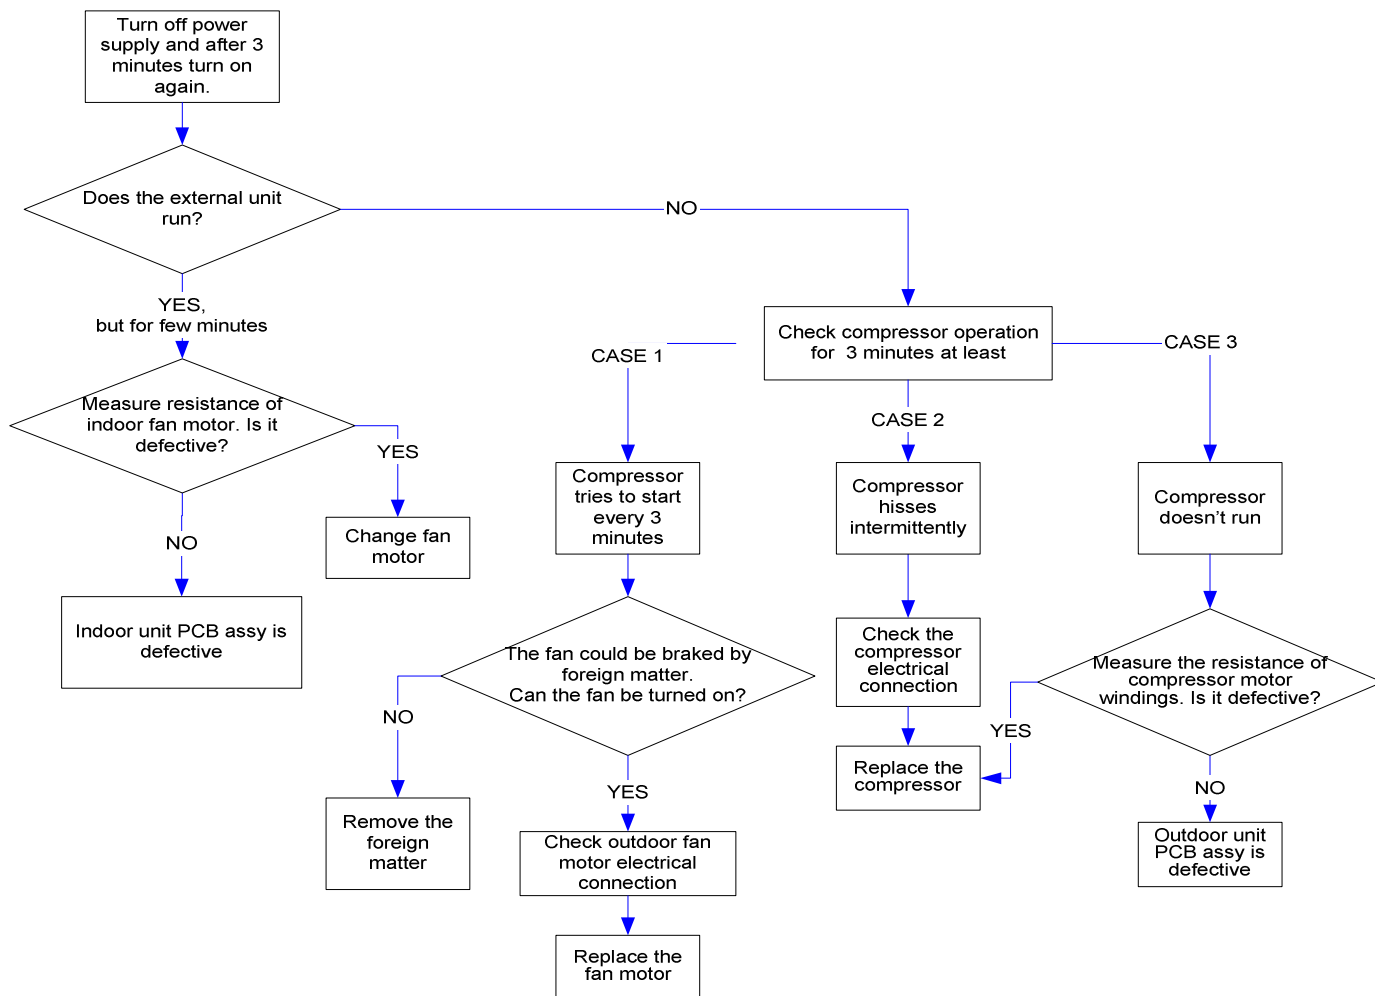 Turn off power
supply and after 3
minutes turn on
again.
Does the external unit
run?
NO
YES,
but for few minutes
Check compressor operation
for 3 minutes at least
CASE 1
CASE 2
CASE 3
Measure resistance of
indoor fan motor. Is it
defective?
YES
Change fan
motor
NO
Indoor unit PCB assy is
defective
Compressor
tries to start
every 3
minutes
Compressor
hisses
intermittently
Compressor
doesn't run
The fan could be braked by
foreign matter.
Can the fan be turned on?
NO
Remove the
foreign
matter
YES
Check outdoor fan
motor electrical
connection
Replace the
fan motor
Check the
compressor
electrical
connection
Replace the
compressor
Measure the resistance of
compressor motor
windings. Is it defective?
YES
NO
Outdoor unit
PCB assy is
defective